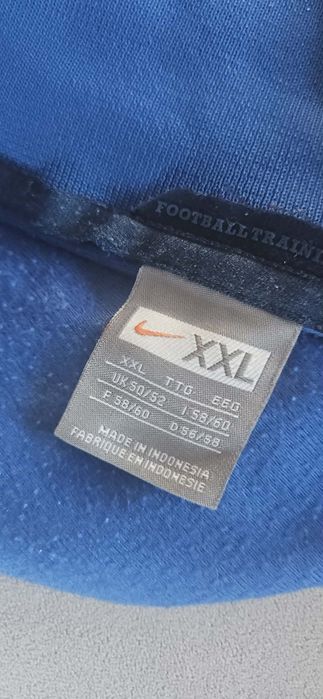 FOOTBALL TRAINI
XXL
XXL TTG EEG
UK 50/52 I 58/60
F 58/60 D 56/58
MADE IN INDONESIA
FABRIQUE EN INDONESIE